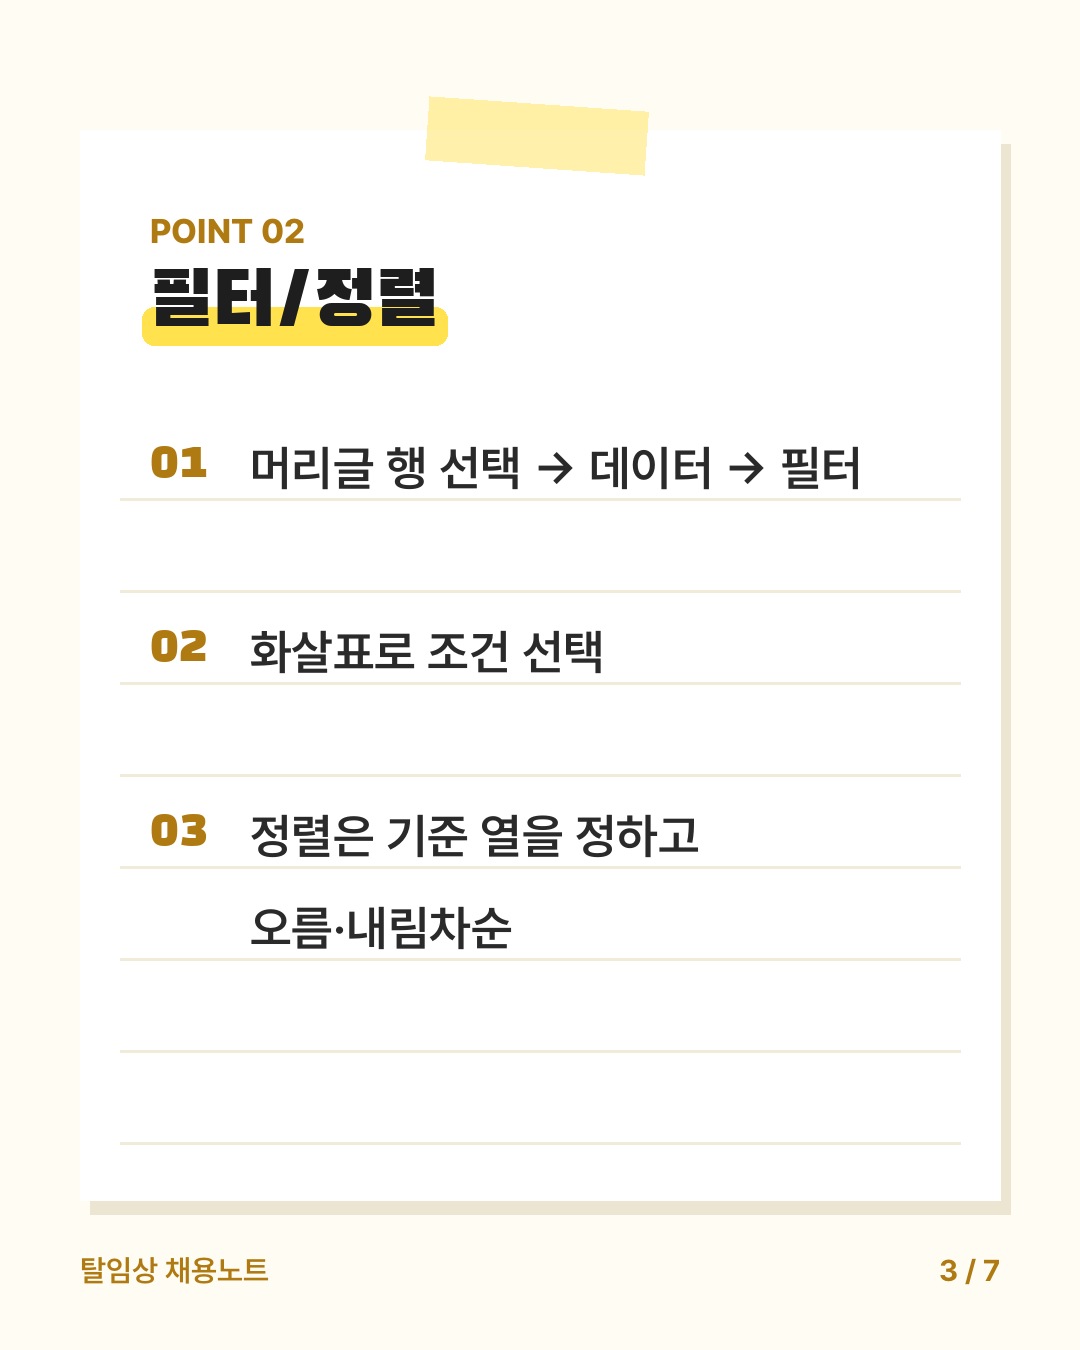 POINT 02
필터/정렬
01 머리글 행 선택 → 데이터 → 필터
02 화살표로 조건 선택
03 정렬은 기준 열을 정하고
오름·내림차순
탈임상 채용노트
3 / 7